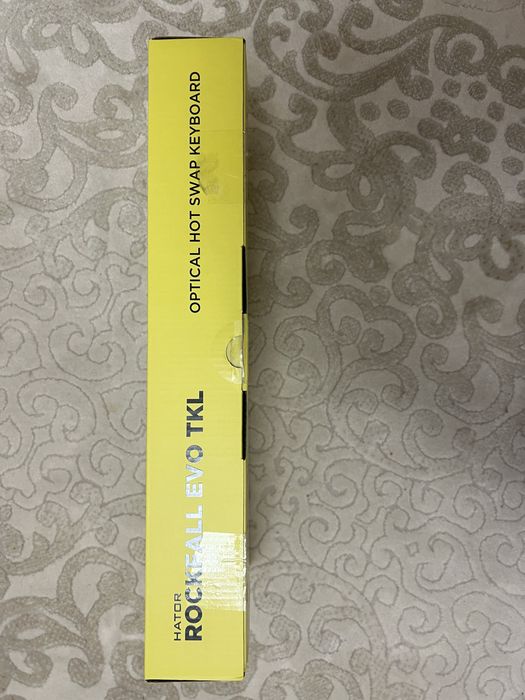 HATOR
ROCKFALL EVO TKL
OPTICAL HOT SWAP KEYBOARD